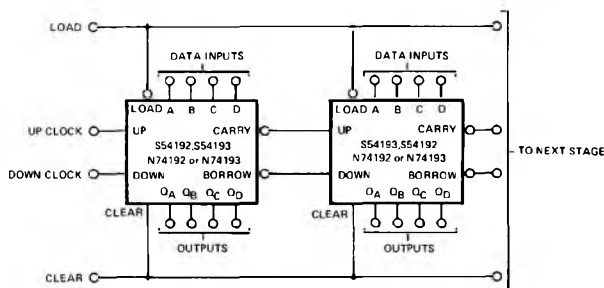 LOAD
DATA INPUTS
DATA INPUTS
LOAD A B C D
LOAD A B C D
UP CLOCK
UP CARRY
UP CARRY
S54192,S54193
N74192 or N74193
S54193,S54192
N74192 or N74193
TO NEXT STAGE
DOWN CLOCK
DOWN BORROW
DOWN BORROW
QA QB QC QD
QA QB QC QD
CLEAR
CLEAR
OUTPUTS
OUTPUTS
CLEAR